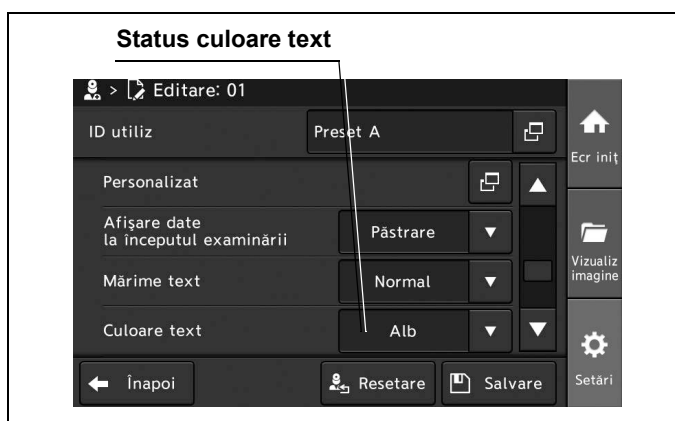 Status culoare text
> Editare: 01
ID utiliz Preset A
Ecr iniț
Personalizat
Afișare date
la începutul examinării
Păstrare
Vizualiz
imagine
Mărime text Normal
Culoare text Alb
Înapoi Resetare Salvare
Setări